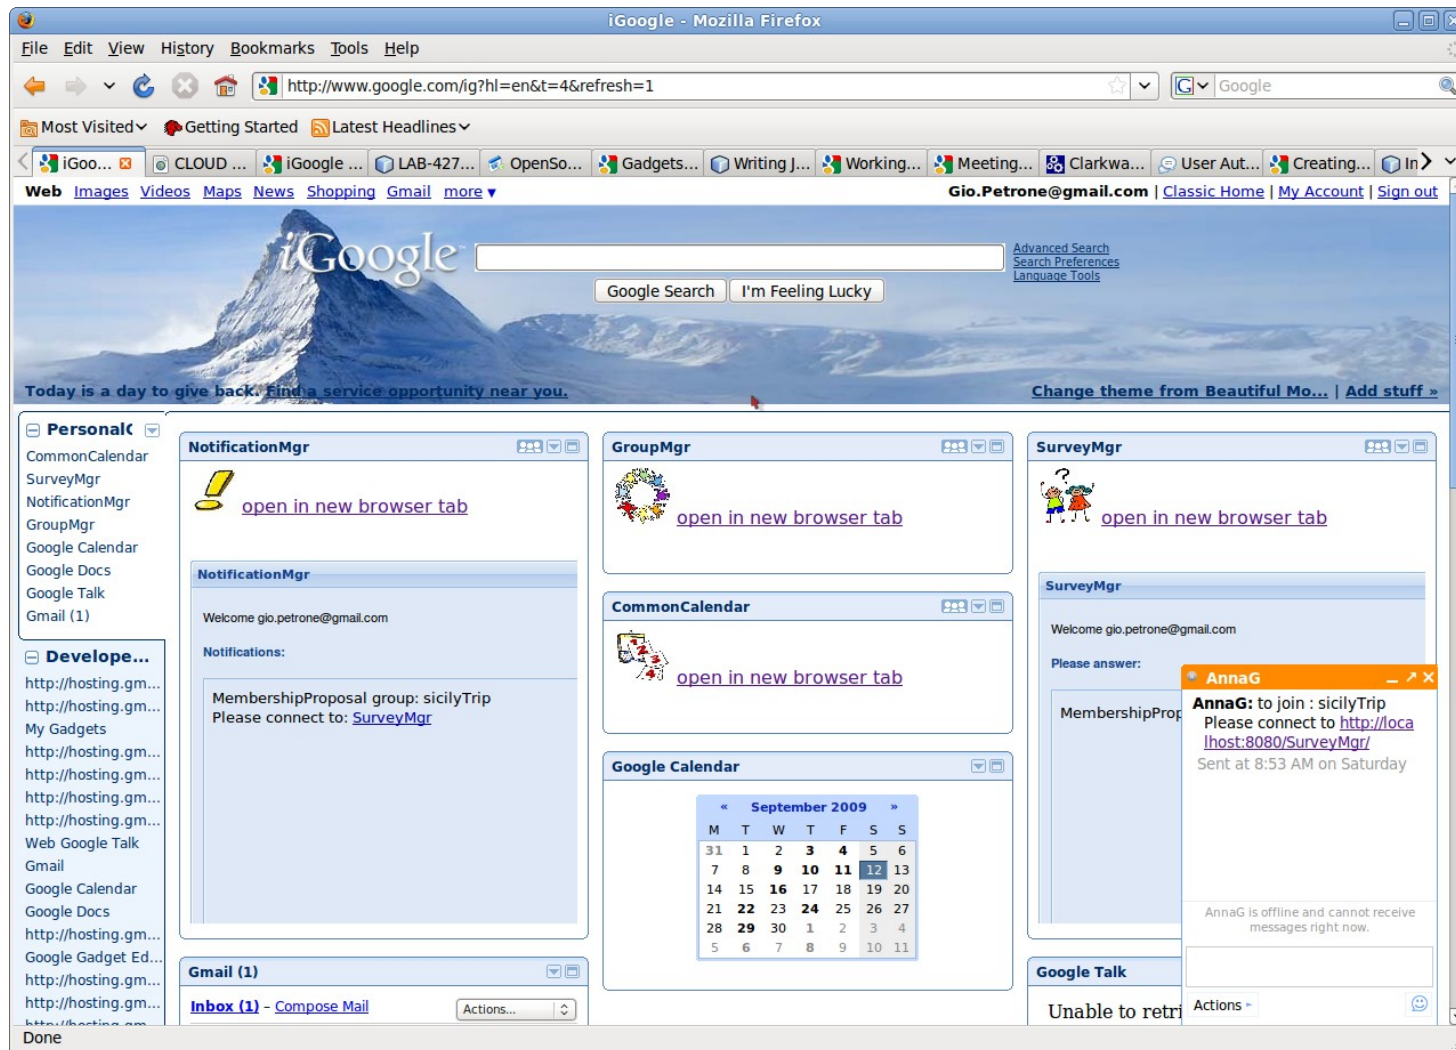 iGoogle - Mozilla Firefox
File Edit View History Bookmarks Tools Help
http://www.google.com/ig?hl=en&t=4&refresh=1
G Google
Most Visited Getting Started Latest Headlines
iGoo... CLOUD ... iGoogle ... LAB-427... OpenSo... Gadgets... Writing J... Working... Meeting... Clarkwa... User Aut... Creating... In
Web Images Videos Maps News Shopping Gmail more ▼
Gio.Petrone@gmail.com | Classic Home | My Account | Sign out
iGoogle
Advanced Search
Search Preferences
Language Tools
Google Search I'm Feeling Lucky
Today is a day to give back. Find a service opportunity near you.
Change theme from Beautiful Mo... | Add stuff »
Personal
CommonCalendar
SurveyMgr
NotificationMgr
GroupMgr
Google Calendar
Google Docs
Google Talk
Gmail (1)
Develope...
http://hosting.gm...
http://hosting.gm...
My Gadgets
http://hosting.gm...
http://hosting.gm...
http://hosting.gm...
http://hosting.gm...
Web Google Talk
Gmail
Google Calendar
Google Docs
http://hosting.gm...
Google Gadget Ed...
http://hosting.gm...
http://hosting.gm...
NotificationMgr
open in new browser tab
NotificationMgr
Welcome gio.petrone@gmail.com
Notifications:
MembershipProposal group: sicilyTrip
Please connect to: SurveyMgr
Gmail (1)
Inbox (1) – Compose Mail
Actions...
GroupMgr
open in new browser tab
CommonCalendar
open in new browser tab
Google Calendar
« September 2009 »
M T W T F S S
31 1 2 3 4 5 6
7 8 9 10 11 12 13
14 15 16 17 18 19 20
21 22 23 24 25 26 27
28 29 30 1 2 3 4
5 6 7 8 9 10 11
SurveyMgr
open in new browser tab
SurveyMgr
Welcome gio.petrone@gmail.com
Please answer:
MembershipProp
Google Talk
Unable to retri
AnnaG
AnnaG: to join : sicilyTrip
Please connect to http://loca
lhost:8080/SurveyMgr/
Sent at 8:53 AM on Saturday
AnnaG is offline and cannot receive
messages right now.
Actions
Done